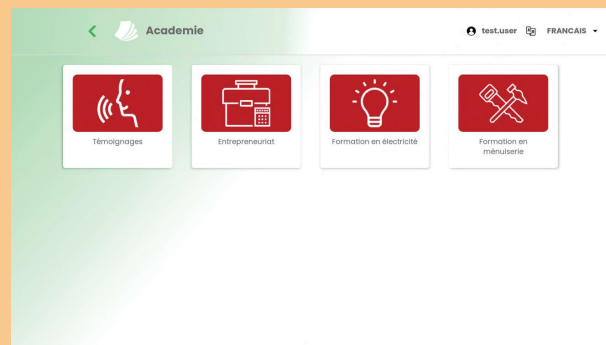 Academie
test.user FRANCAIS
Témoignages
Entrepreneuriat
Formation en électricité
Formation en
ménuiserie